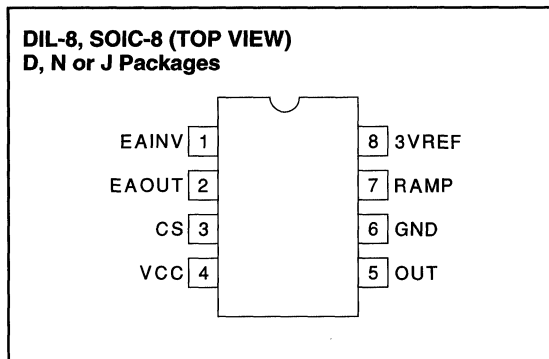 DIL-8, SOIC-8 (TOP VIEW)
D, N or J Packages
EAINV 1 8 3VREF
EAOUT 2 7 RAMP
CS 3 6 GND
VCC 4 5 OUT